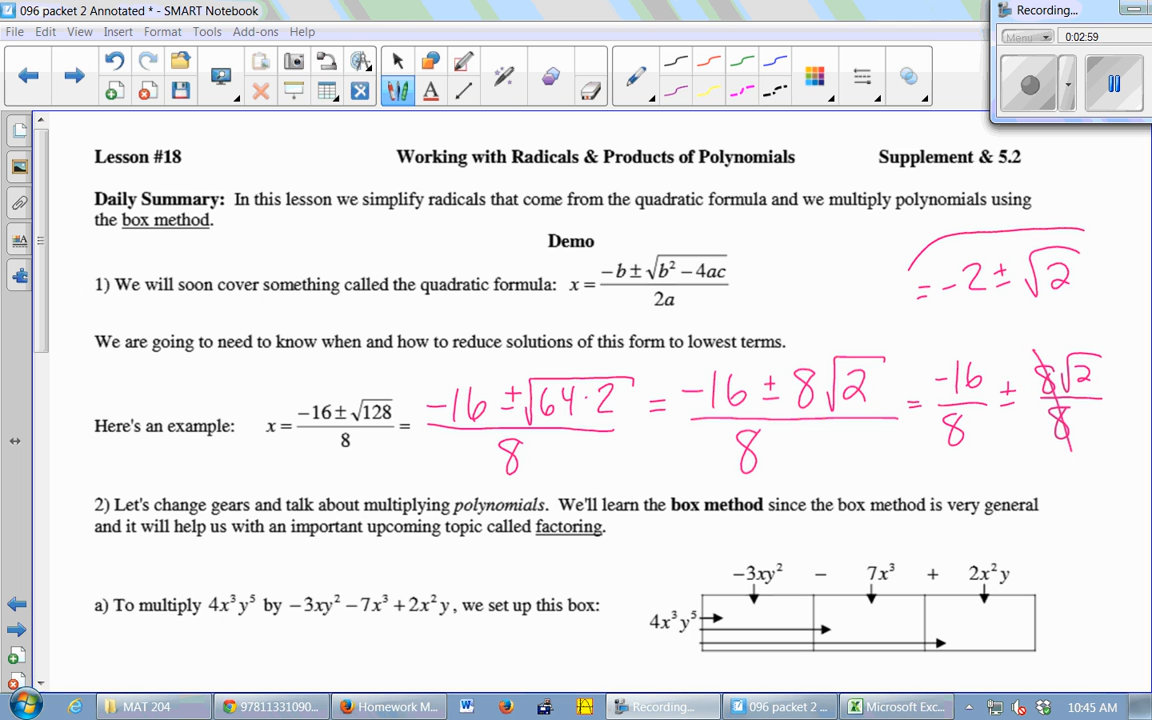 096 packet 2 Annotated * - SMART Notebook
Recording...
File Edit View Insert Format Tools Add-ons Help
Menu 0:02:59
Lesson #18 Working with Radicals & Products of Polynomials Supplement & 5.2
Daily Summary: In this lesson we simplify radicals that come from the quadratic formula and we multiply polynomials using
the box method.
Demo
1) We will soon cover something called the quadratic formula: x = (−b ± √(b² − 4ac)) / 2a
= -2 ± √2
We are going to need to know when and how to reduce solutions of this form to lowest terms.
Here's an example: x = (−16 ± √128) / 8 = (-16 ± √(64·2)) / 8 = (-16 ± 8√2) / 8 = -16/8 ± 8√2/8
2) Let's change gears and talk about multiplying polynomials. We'll learn the box method since the box method is very general
and it will help us with an important upcoming topic called factoring.
−3xy² − 7x³ + 2x²y
a) To multiply 4x³y⁵ by −3xy² − 7x³ + 2x²y, we set up this box:
4x³y⁵
MAT 204 97811331090... Homework M... Recording... 096 packet 2 ... Microsoft Exc... 10:45 AM